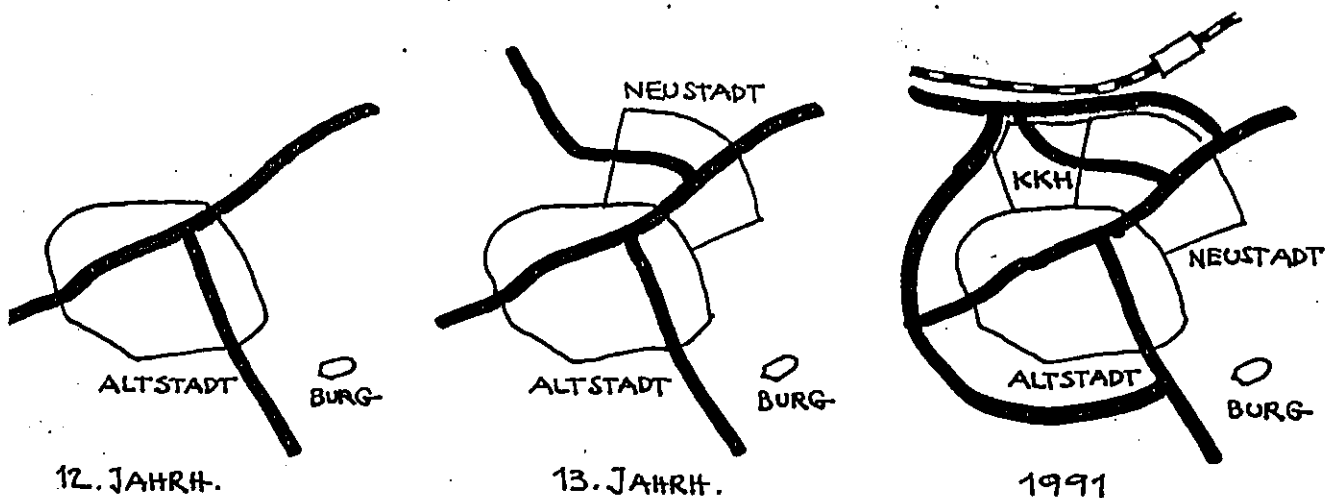 ALTSTADT
BURG
12. JAHRH.
NEUSTADT
ALTSTADT
BURG
13. JAHRH.
KKH
NEUSTADT
ALTSTADT
BURG
1991